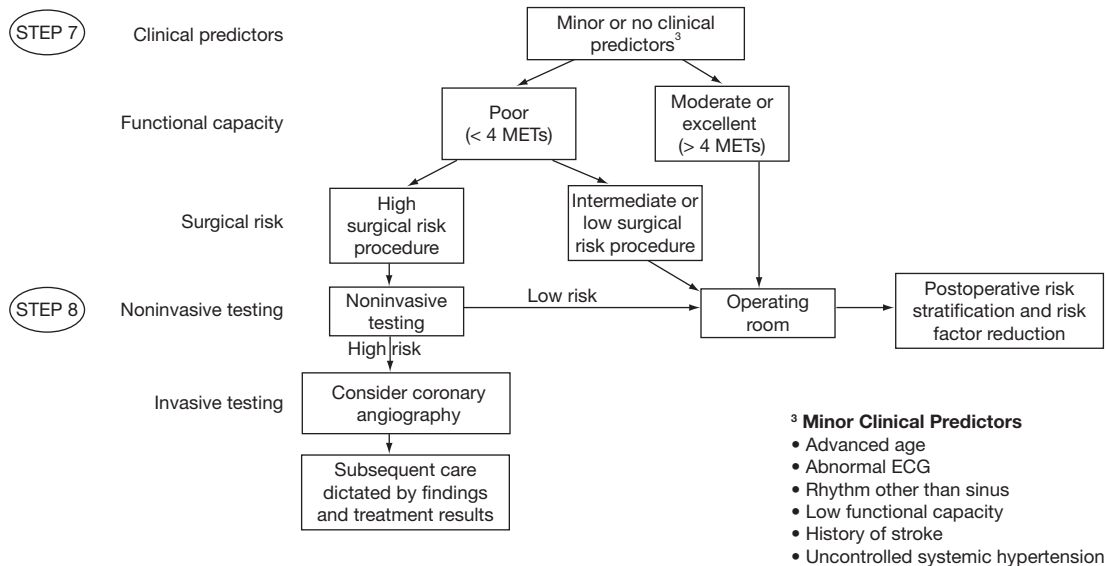 STEP 7
Clinical predictors
Minor or no clinical
predictors3
Functional capacity
Poor
(< 4 METs)
Moderate or
excellent
(> 4 METs)
Surgical risk
High
surgical risk
procedure
Intermediate or
low surgical
risk procedure
STEP 8
Noninvasive testing
Noninvasive
testing
Low risk
Operating
room
Postoperative risk
stratification and risk
factor reduction
High risk
Invasive testing
Consider coronary
angiography
Subsequent care
dictated by findings
and treatment results
3 Minor Clinical Predictors
• Advanced age
• Abnormal ECG
• Rhythm other than sinus
• Low functional capacity
• History of stroke
• Uncontrolled systemic hypertension